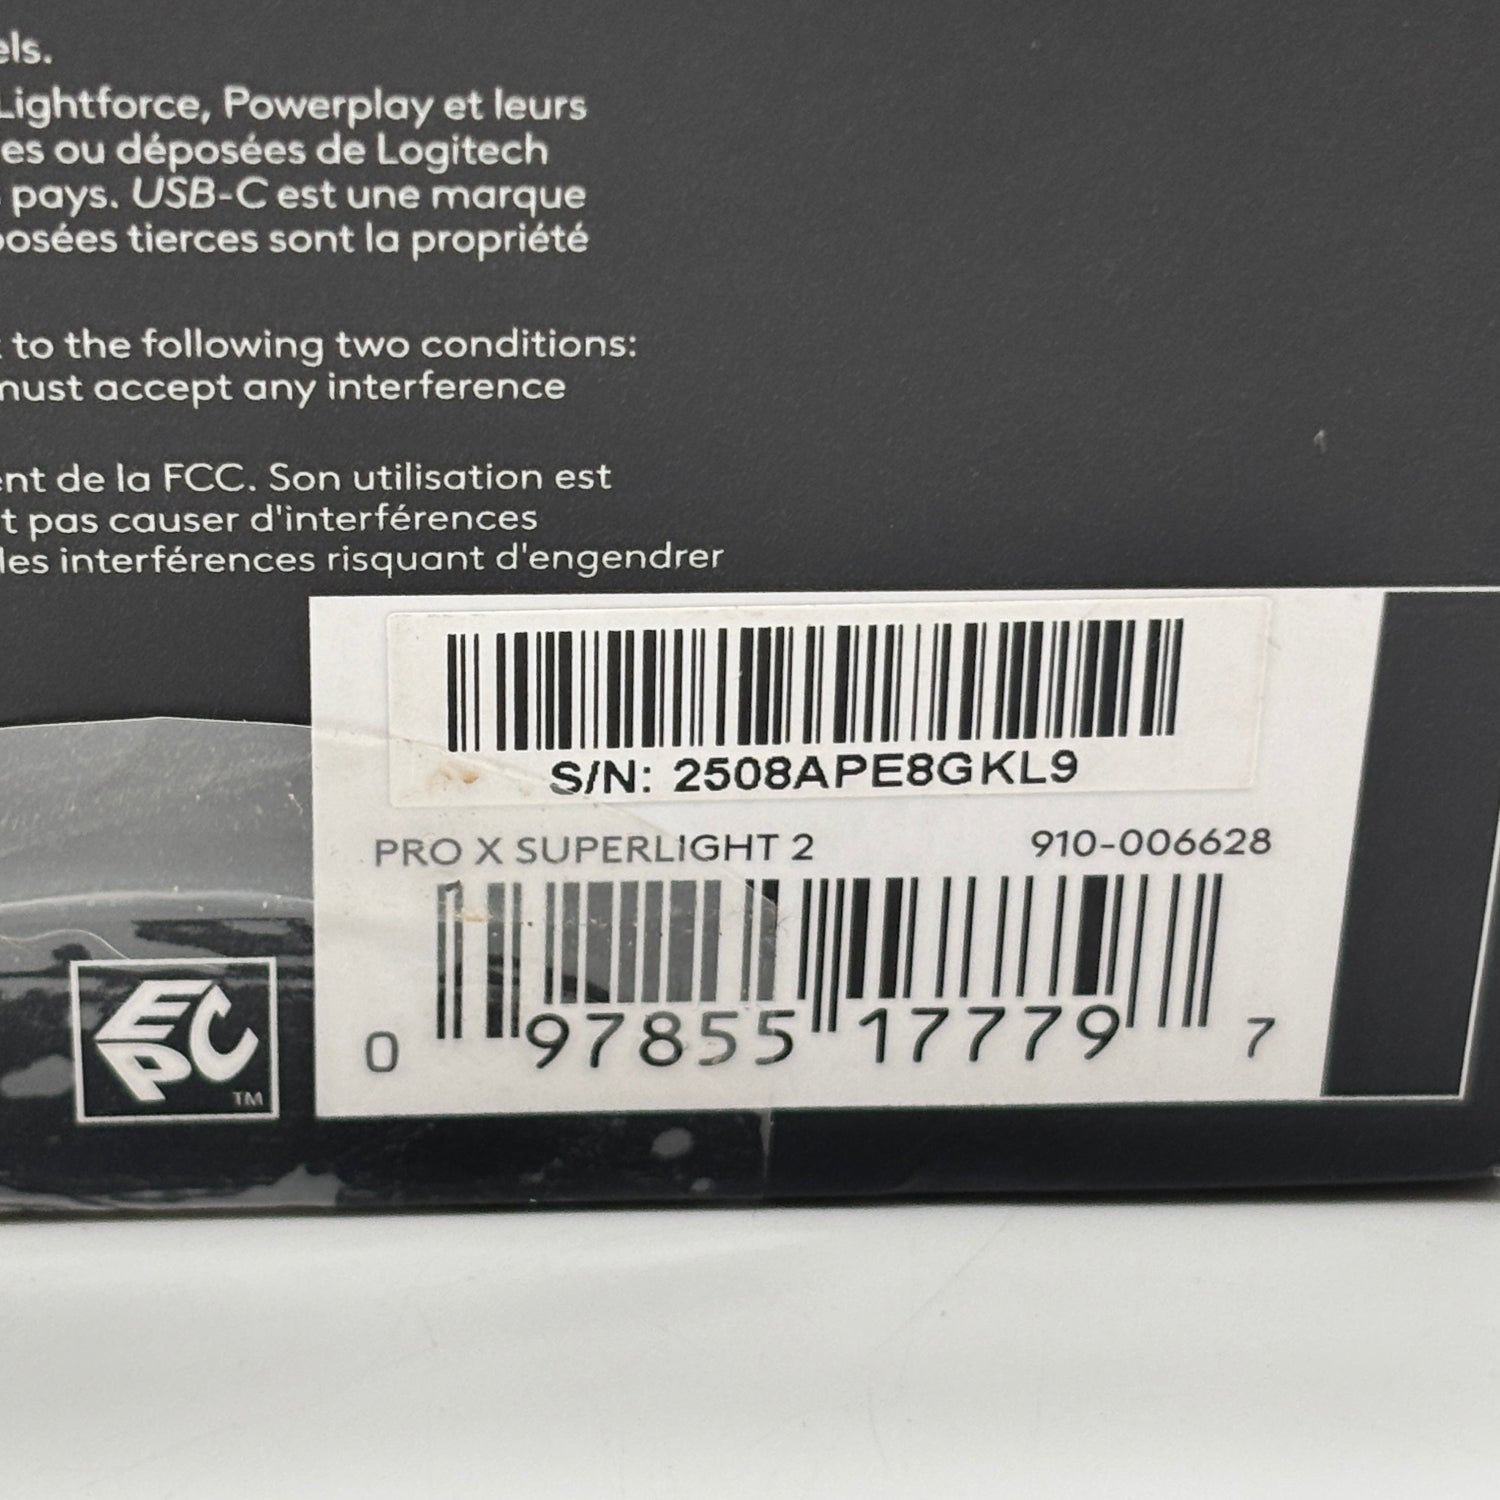 els.
Lightforce, Powerplay et leurs
es ou déposées de Logitech
pays. USB-C est une marque
posées tierces sont la propriété
to the following two conditions:
must accept any interference
ent de la FCC. Son utilisation est
t pas causer d'interférences
les interférences risquant d'engendrer
S/N: 2508APE8GKL9
PRO X SUPERLIGHT 2 910-006628
0 97855 17779 7
EPC
TM